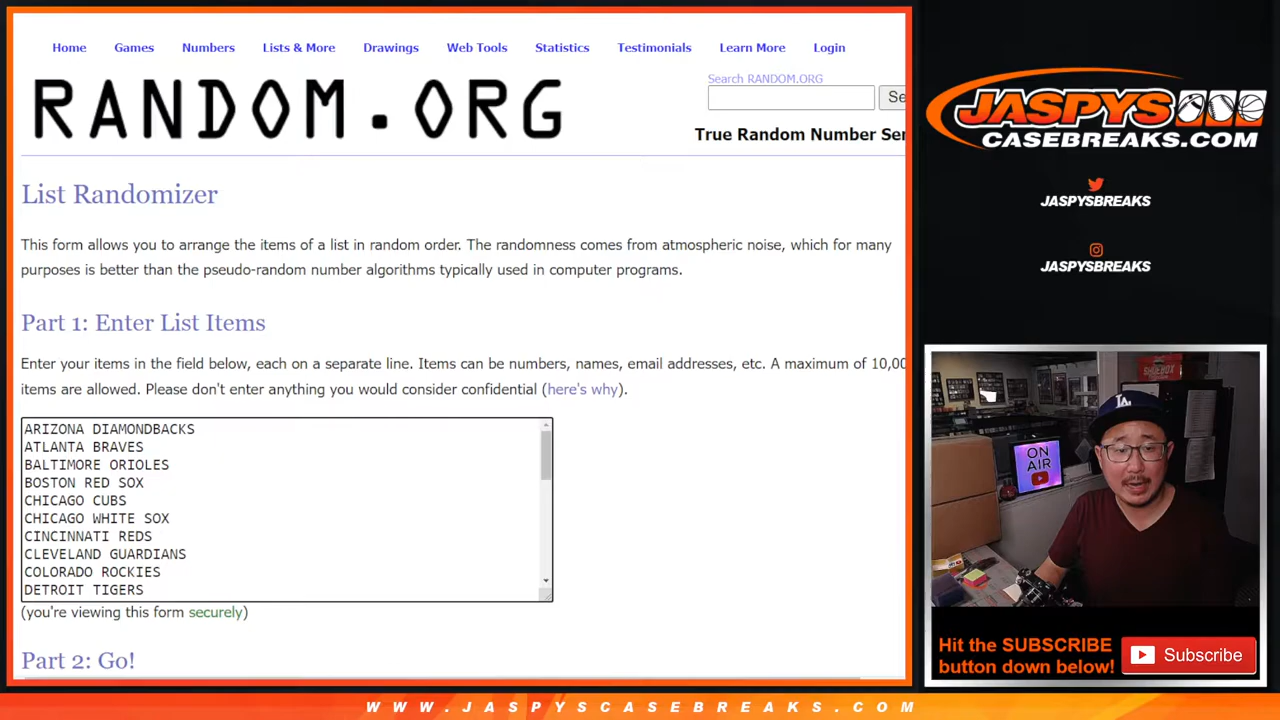 Home Games Numbers Lists & More Drawings Web Tools Statistics Testimonials Learn More Login
RANDOM.ORG
Search RANDOM.ORG
Se
True Random Number Ser
List Randomizer
This form allows you to arrange the items of a list in random order. The randomness comes from atmospheric noise, which for many
purposes is better than the pseudo-random number algorithms typically used in computer programs.
Part 1: Enter List Items
Enter your items in the field below, each on a separate line. Items can be numbers, names, email addresses, etc. A maximum of 10,00
items are allowed. Please don't enter anything you would consider confidential (here's why).
ARIZONA DIAMONDBACKS
ATLANTA BRAVES
BALTIMORE ORIOLES
BOSTON RED SOX
CHICAGO CUBS
CHICAGO WHITE SOX
CINCINNATI REDS
CLEVELAND GUARDIANS
COLORADO ROCKIES
DETROIT TIGERS
(you're viewing this form securely)
Part 2: Go!
JASPYS
CASEBREAKS.COM
JASPYSBREAKS
JASPYSBREAKS
SHOEBOX
LA
ON
AIR
Hit the SUBSCRIBE
button down below!
Subscribe
WWW.JASPYSCASEBREAKS.COM